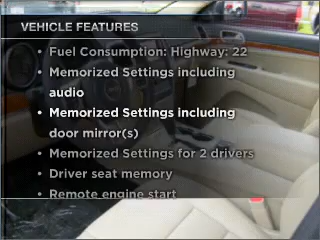 VEHICLE FEATURES
• Fuel Consumption: Highway: 22
• Memorized Settings including
audio
• Memorized Settings including
door mirror(s)
• Memorized Settings for 2 drivers
• Driver seat memory
• Remote engine start